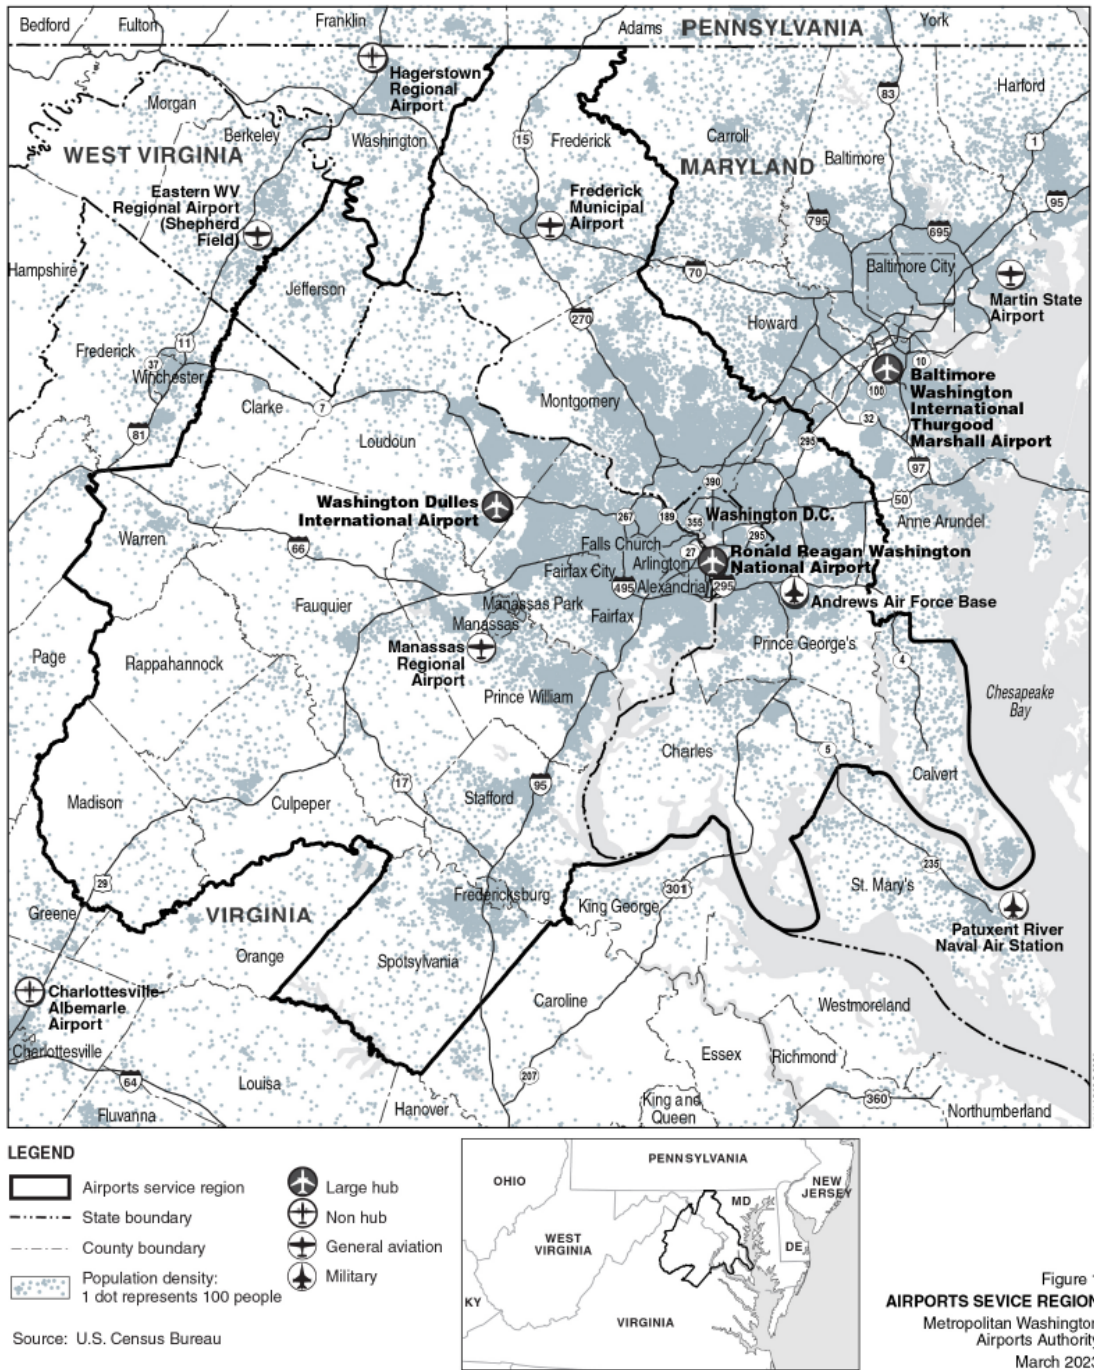 Bedford
Fulton
Franklin
Adams
PENNSYLVANIA
York
Hagerstown
Regional
Airport
Morgan
Berkeley
Washington
WEST VIRGINIA
Eastern WV
Regional Airport
(Shepherd
Field)
15
Frederick
Carroll
MARYLAND
Baltimore
83
Harford
1
95
795
695
Frederick
Municipal
Airport
70
Baltimore City
Martin State
Airport
Hampshire
Jefferson
270
Howard
Frederick
11
37
Winchester
10
100
Baltimore
Washington
International
Thurgood
Marshall Airport
32
Clarke
7
Montgomery
81
Loudoun
295
97
390
50
Washington Dulles
International Airport
267
189
355
Washington D.C.
Anne Arundel
295
Warren
66
Falls Church
27
Ronald Reagan Washington
National Airport
Arlington
Fairfax City
495
Alexandria
295
Andrews Air Force Base
Fauquier
Manassas Park
Fairfax
Manassas
Manassas
Regional
Airport
Prince George's
Page
Rappahannock
4
Prince William
Chesapeake
Bay
Charles
5
Calvert
Madison
Culpeper
17
Stafford
95
235
29
St. Mary's
Fredericksburg
301
King George
Greene
VIRGINIA
Patuxent River
Naval Air Station
Orange
Spotsylvania
Charlottesville-
Albemarle
Airport
Caroline
Westmoreland
Charlottesville
Essex
Richmond
64
Louisa
207
Fluvanna
Hanover
King and
Queen
360
Northumberland
LEGEND
Airports service region
State boundary
County boundary
Population density:
1 dot represents 100 people
Large hub
Non hub
General aviation
Military
Source: U.S. Census Bureau
PENNSYLVANIA
OHIO
NEW
JERSEY
MD
WEST
VIRGINIA
DE
KY
VIRGINIA
Figure 1
AIRPORTS SEVICE REGION
Metropolitan Washington
Airports Authority
March 2023